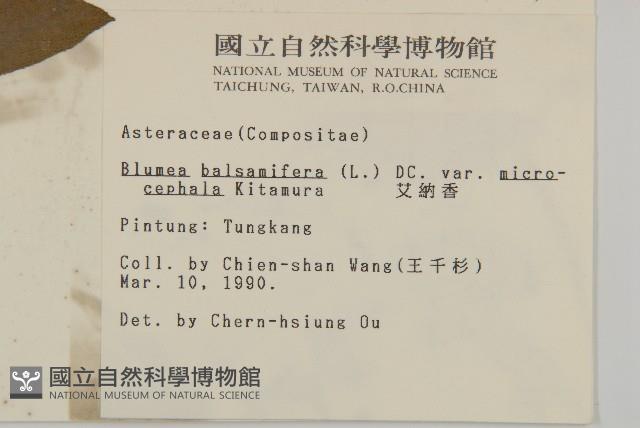 國立自然科學博物館
NATIONAL MUSEUM OF NATURAL SCIENCE
TAICHUNG, TAIWAN, R.O.CHINA
Asteraceae(Compositae)
Blumea balsamifera (L.) DC. var. micro-
cephala Kitamura 艾納香
Pintung: Tungkang
Coll. by Chien-shan Wang(王千杉)
Mar. 10, 1990.
Det. by Chern-hsiung Ou
國立自然科學博物館
NATIONAL MUSEUM OF NATURAL SCIENCE